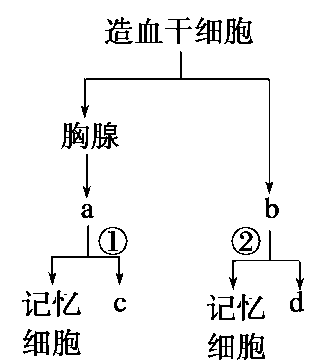 造血干细胞
胸腺
a b
① ②
记忆 c 记忆 d
细胞 细胞